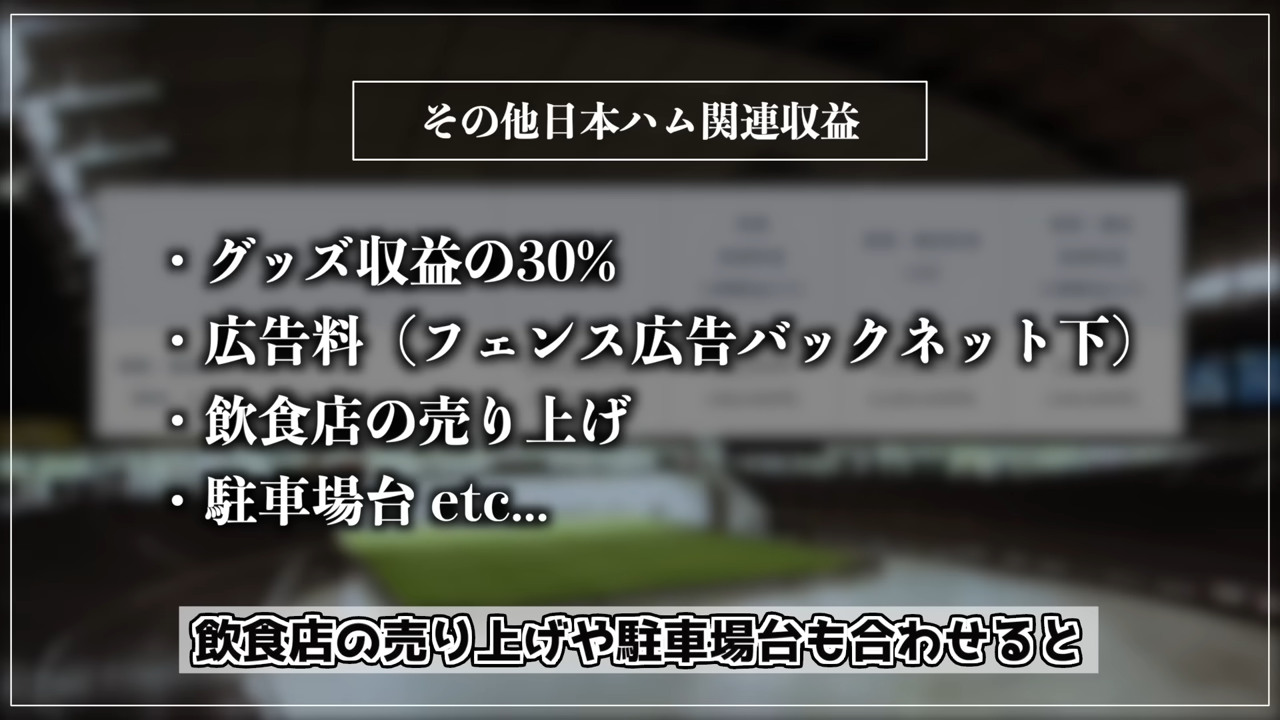 その他日本ハム関連収益
・グッズ収益の30%
・広告料（フェンス広告バックネット下）
・飲食店の売り上げ
・駐車場台 etc...
飲食店の売り上げや駐車場台も合わせると